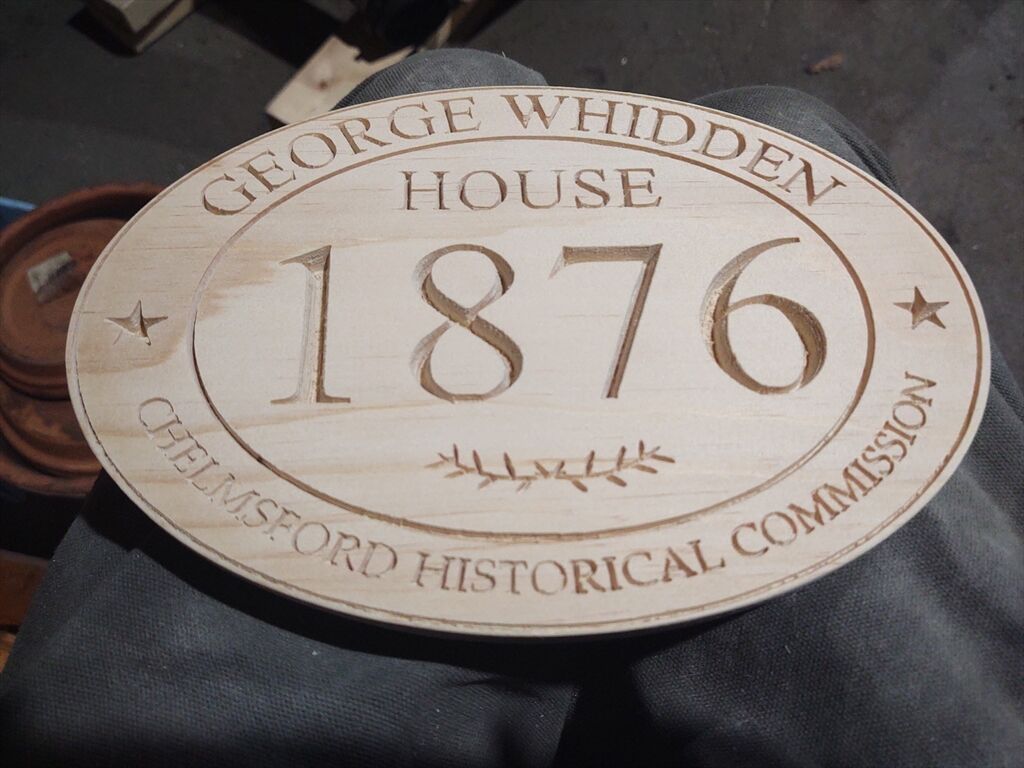 GEORGE WHIDDEN
HOUSE
1876
CHELMSFORD HISTORICAL COMMISSION